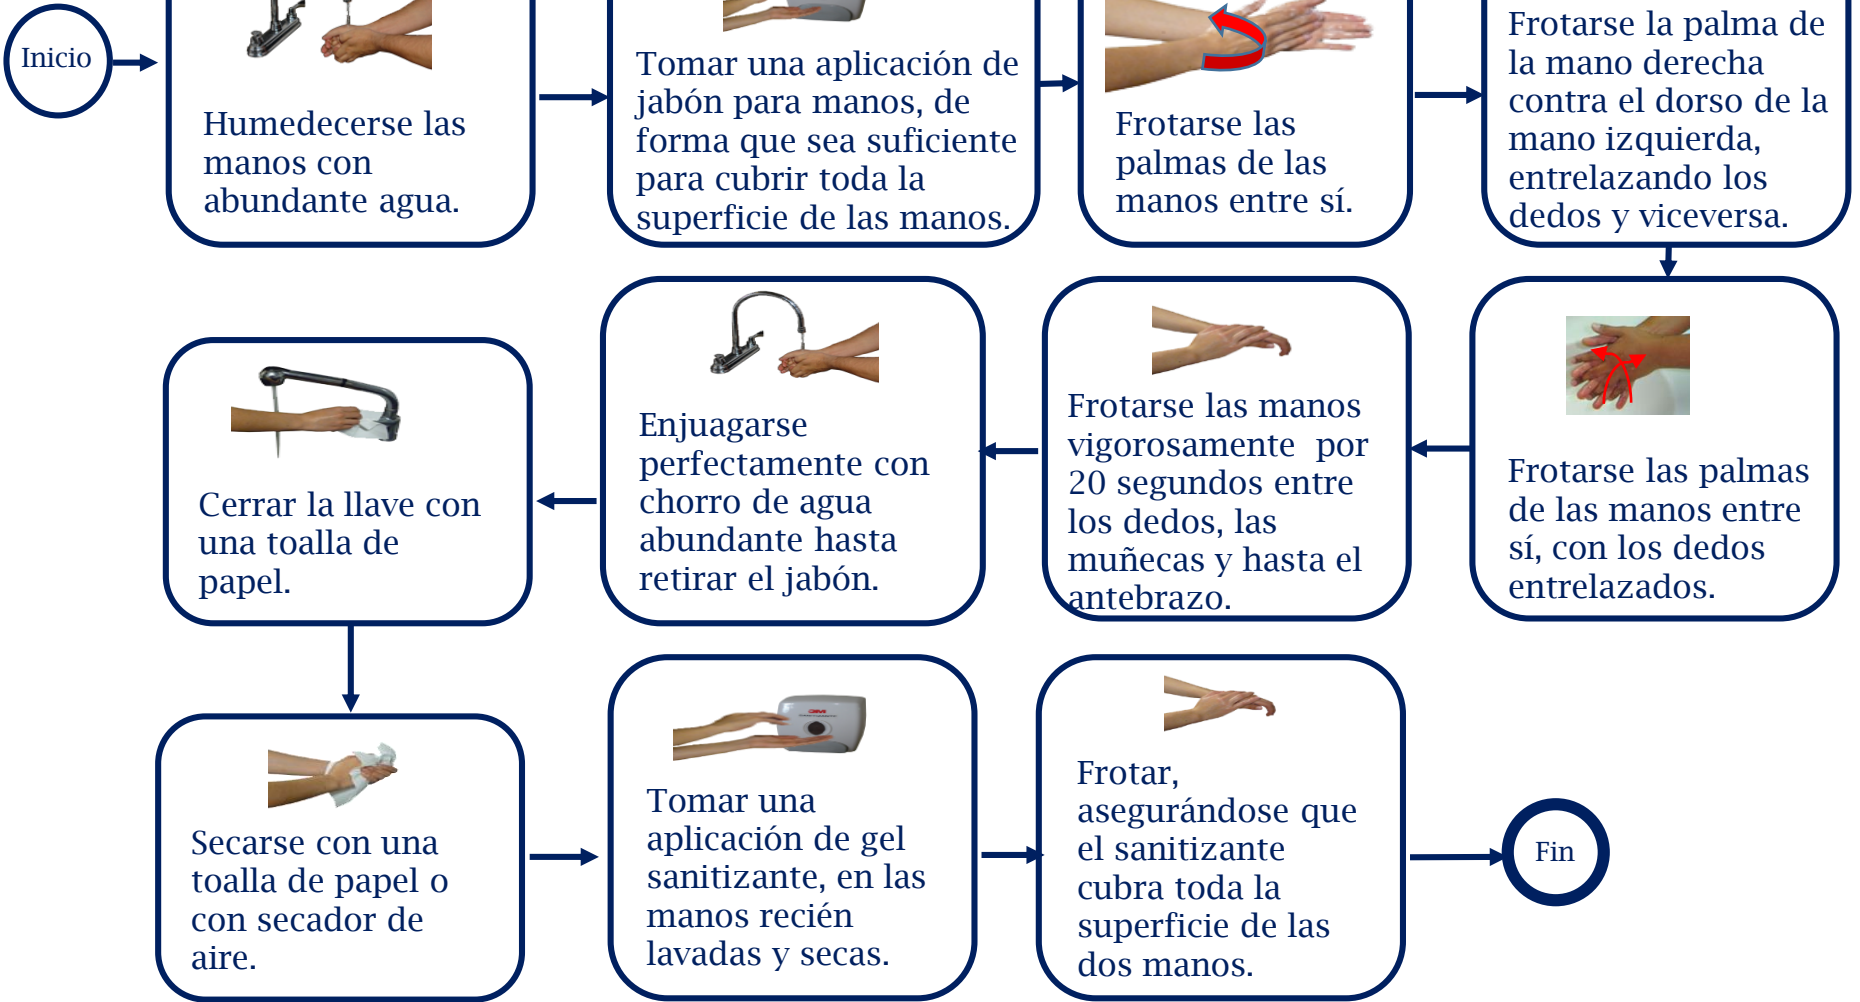 Inicio
Humedecerse las
manos con
abundante agua.
Tomar una aplicación de
jabón para manos, de
forma que sea suficiente
para cubrir toda la
superficie de las manos.
Frotarse las
palmas de las
manos entre sí.
Frotarse la palma de
la mano derecha
contra el dorso de la
mano izquierda,
entrelazando los
dedos y viceversa.
Frotarse las palmas
de las manos entre
sí, con los dedos
entrelazados.
Frotarse las manos
vigorosamente por
20 segundos entre
los dedos, las
muñecas y hasta el
antebrazo.
Enjuagarse
perfectamente con
chorro de agua
abundante hasta
retirar el jabón.
Cerrar la llave con
una toalla de
papel.
Secarse con una
toalla de papel o
con secador de
aire.
3M
Tomar una
aplicación de gel
sanitizante, en las
manos recién
lavadas y secas.
Frotar,
asegurándose que
el sanitizante
cubra toda la
superficie de las
dos manos.
Fin